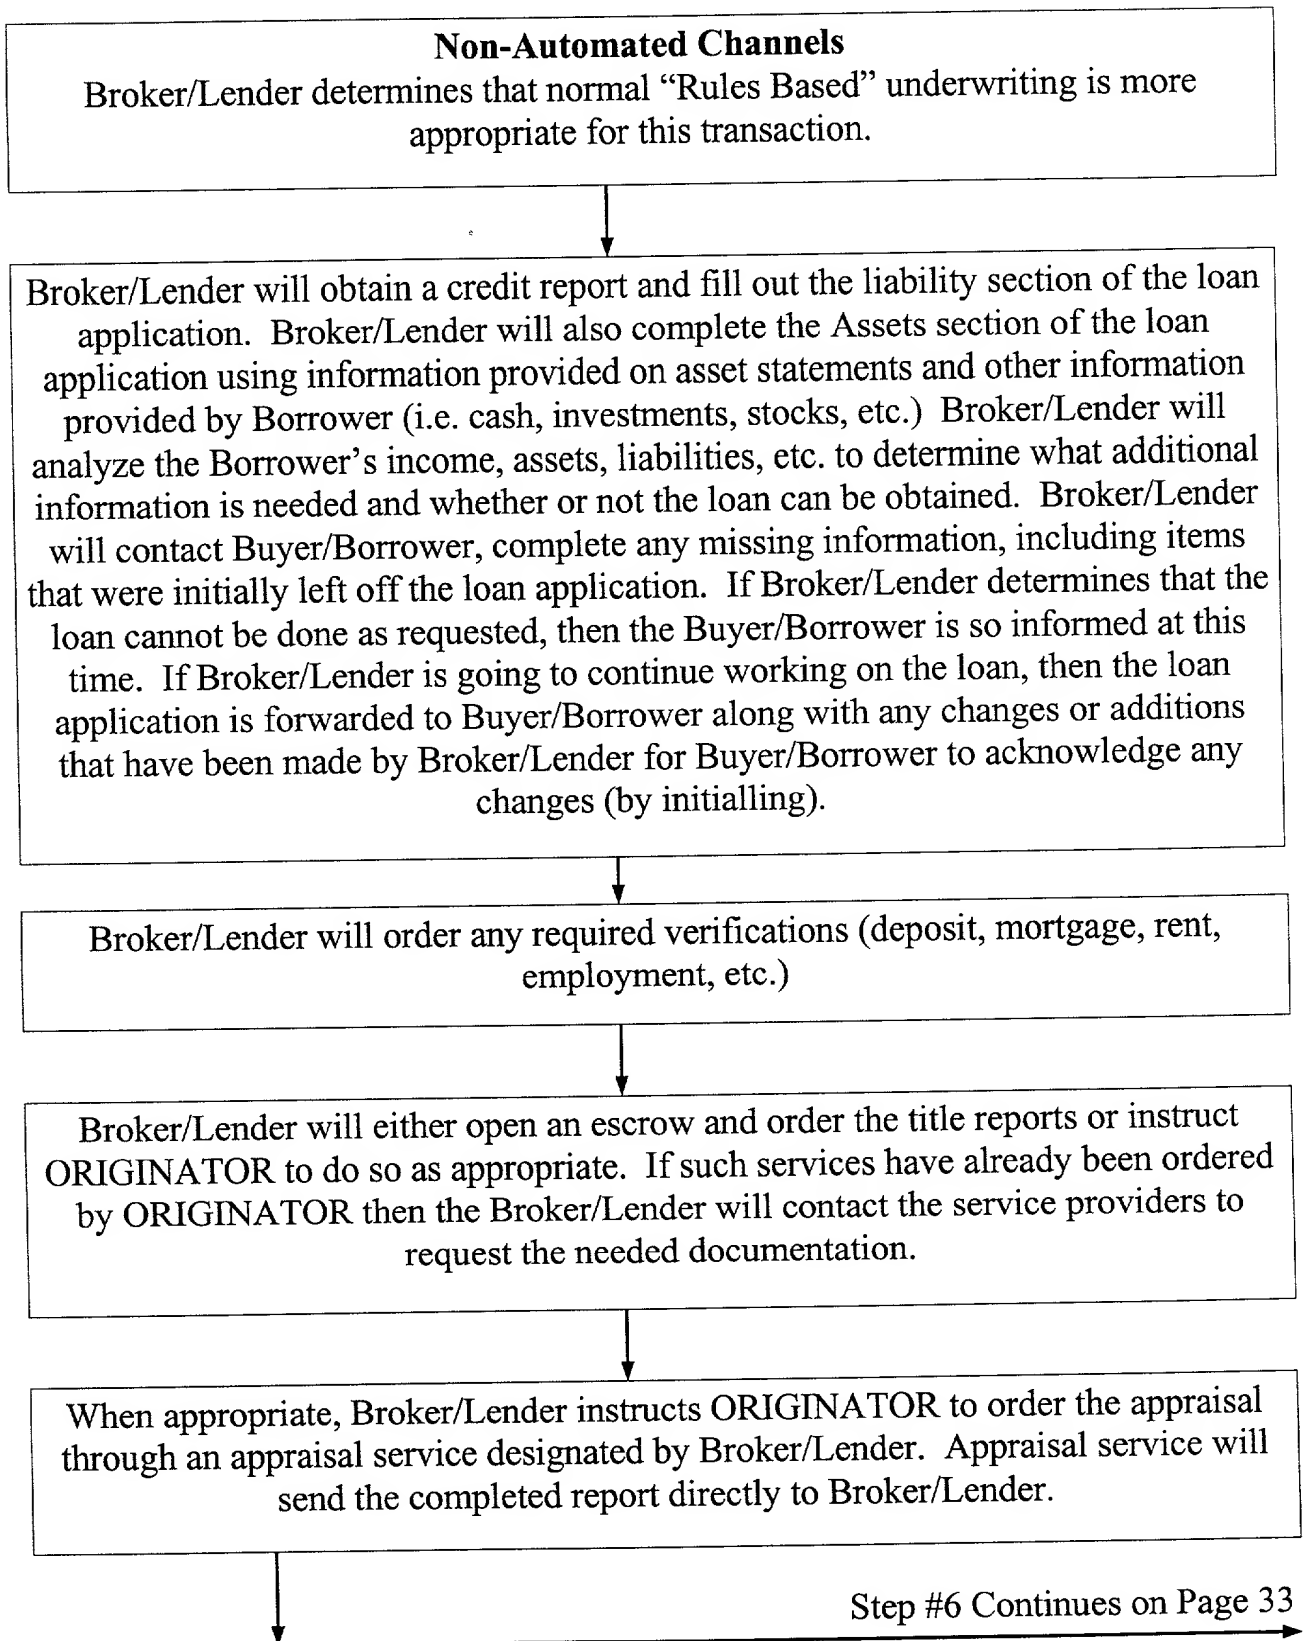 Non-Automated Channels
Broker/Lender determines that normal “Rules Based” underwriting is more
appropriate for this transaction.
Broker/Lender will obtain a credit report and fill out the liability section of the loan
application. Broker/Lender will also complete the Assets section of the loan
application using information provided on asset statements and other information
provided by Borrower (i.e. cash, investments, stocks, etc.) Broker/Lender will
analyze the Borrower’s income, assets, liabilities, etc. to determine what additional
information is needed and whether or not the loan can be obtained. Broker/Lender
will contact Buyer/Borrower, complete any missing information, including items
that were initially left off the loan application. If Broker/Lender determines that the
loan cannot be done as requested, then the Buyer/Borrower is so informed at this
time. If Broker/Lender is going to continue working on the loan, then the loan
application is forwarded to Buyer/Borrower along with any changes or additions
that have been made by Broker/Lender for Buyer/Borrower to acknowledge any
changes (by initialling).
Broker/Lender will order any required verifications (deposit, mortgage, rent,
employment, etc.)
Broker/Lender will either open an escrow and order the title reports or instruct
ORIGINATOR to do so as appropriate. If such services have already been ordered
by ORIGINATOR then the Broker/Lender will contact the service providers to
request the needed documentation.
When appropriate, Broker/Lender instructs ORIGINATOR to order the appraisal
through an appraisal service designated by Broker/Lender. Appraisal service will
send the completed report directly to Broker/Lender.
Step #6 Continues on Page 33